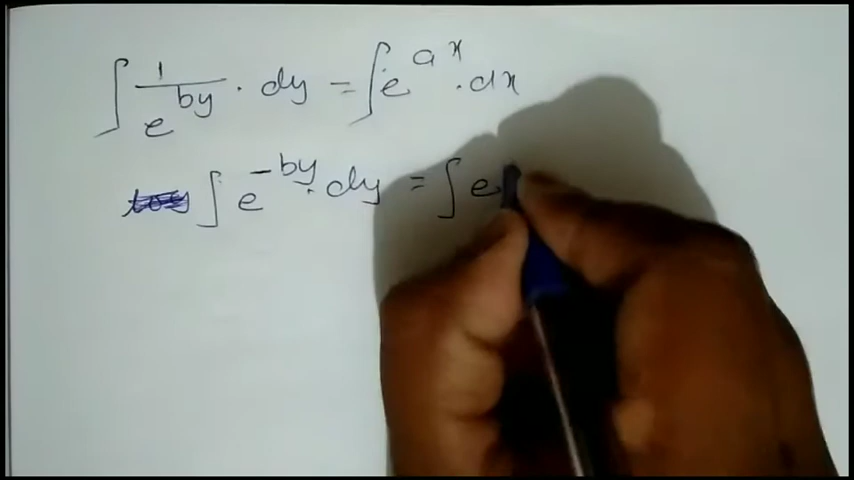 ∫ 1/e^{by} · dy = ∫ e^{ax} · dx
∫ e^{-by} · dy = ∫ e